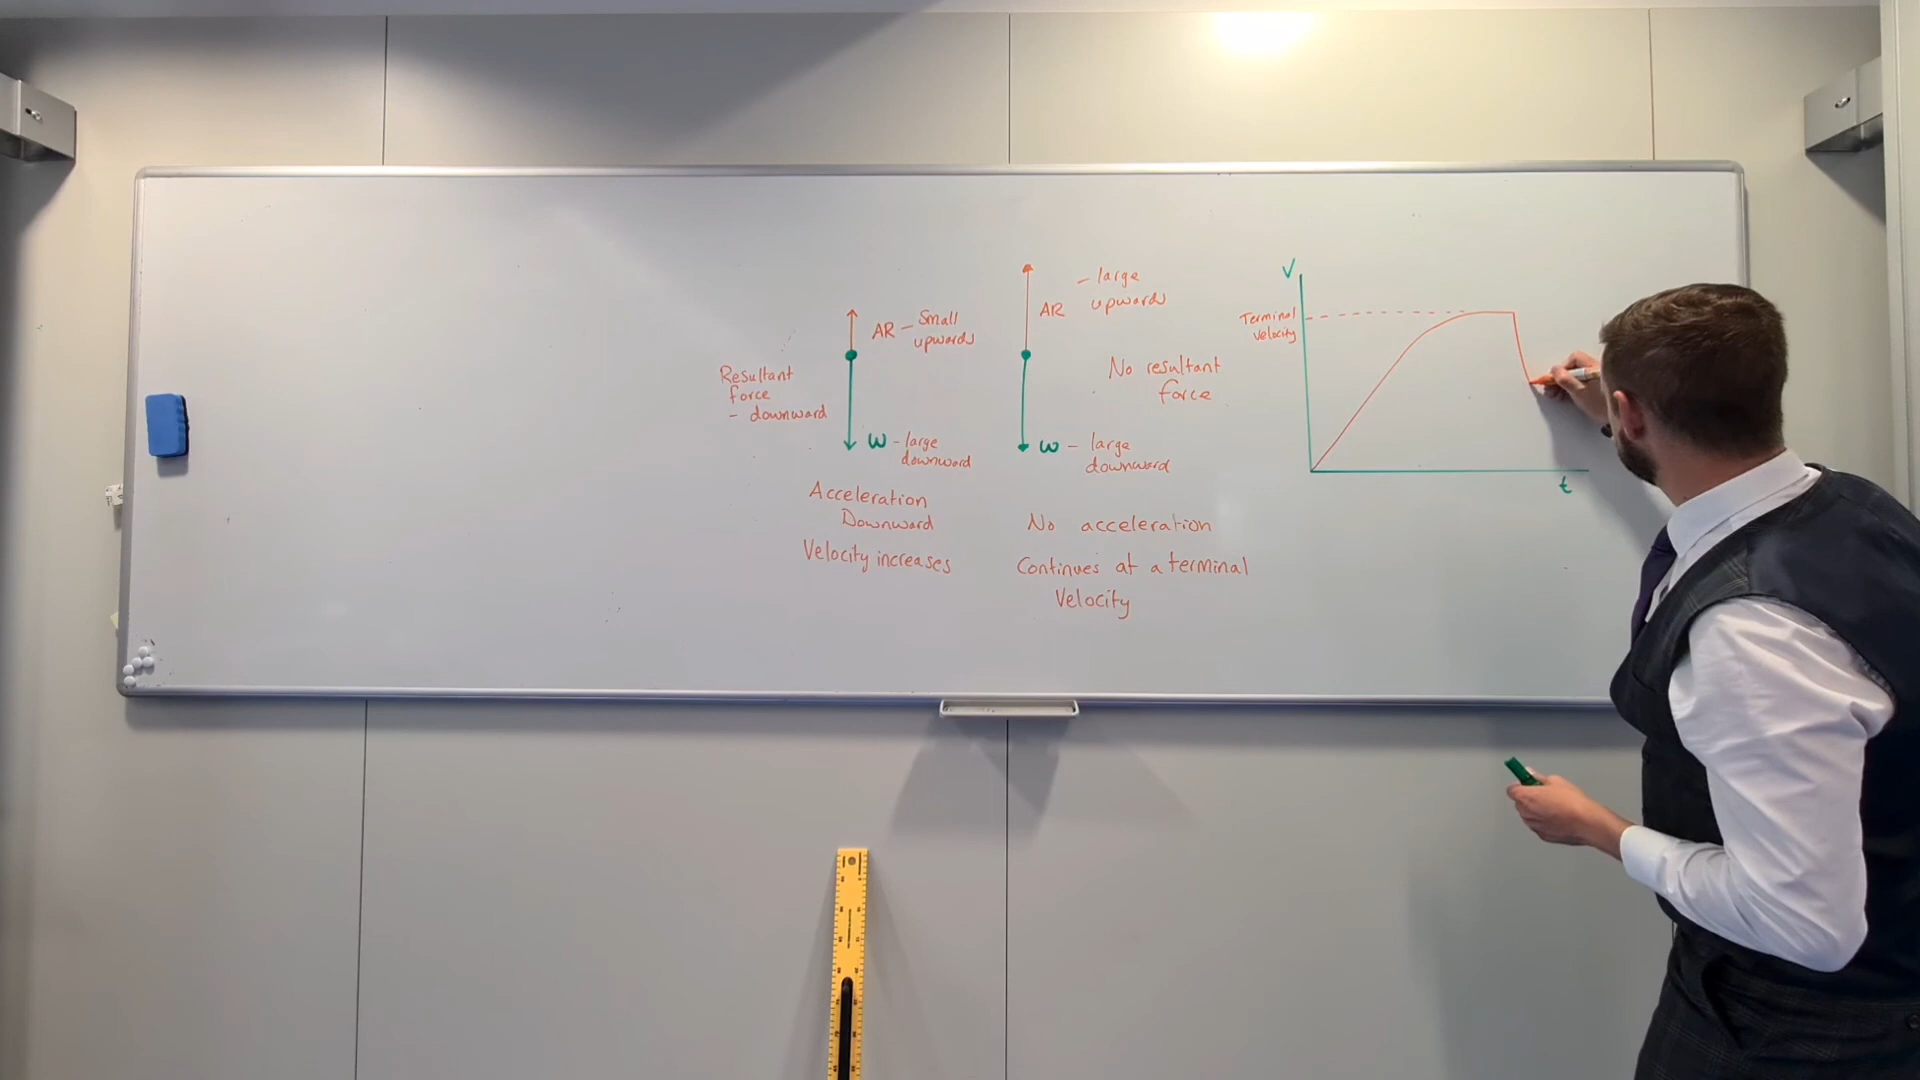 AR – Small
upwards
Resultant
force
– downward
W – large
downward
Acceleration
Downward
Velocity increases
– large
AR upwards
No resultant
force
W – large
downward
No acceleration
Continues at a terminal
Velocity
V
Terminal
Velocity
t